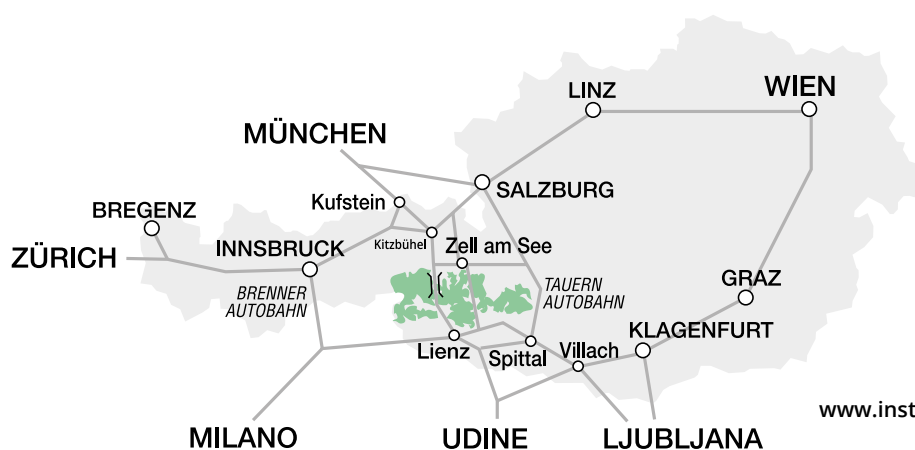 WIEN
LINZ
MÜNCHEN
SALZBURG
Kufstein
BREGENZ
Kitzbühel
Zell am See
INNSBRUCK
ZÜRICH
BRENNER
AUTOBAHN
TAUERN
AUTOBAHN
GRAZ
KLAGENFURT
Lienz
Spittal
Villach
www.inst
MILANO
UDINE
LJUBLJANA